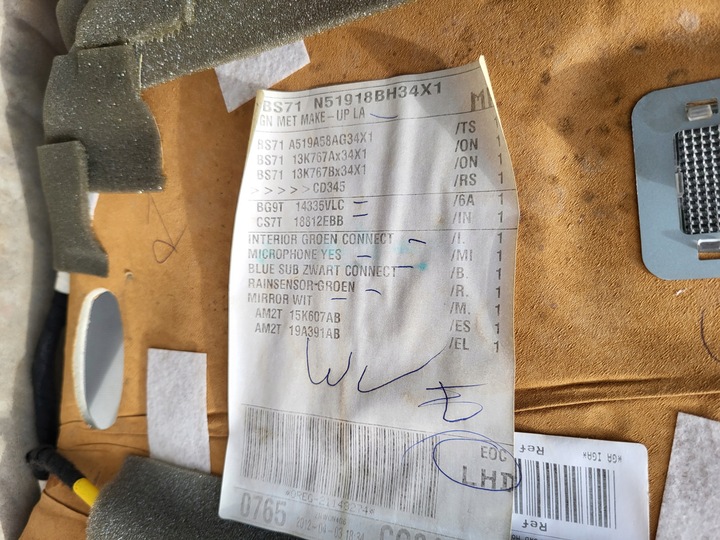 BS71 N51918BH34X1
GN MET MAKE-UP LA
BS71 A519A58AG34X1 /TS 1
BS71 13K767Ax34X1 /ON 1
BS71 13K767Bx34X1 /ON 1
>>>>>CD345 /RS 1
BG9T 14335VLC /6A 1
CS7T 18812EBB /IN 1
INTERIOR GROEN CONNECT /I. 1
MICROPHONE YES /MI 1
BLUE SUB ZWART CONNECT /B. 1
RAINSENSOR-GROEN /R. 1
MIRROR WIT /M. 1
AM2T 15K607AB /ES 1
AM2T 19A391AB /EL 1
EOC
LHD
0765
Ref
Ref